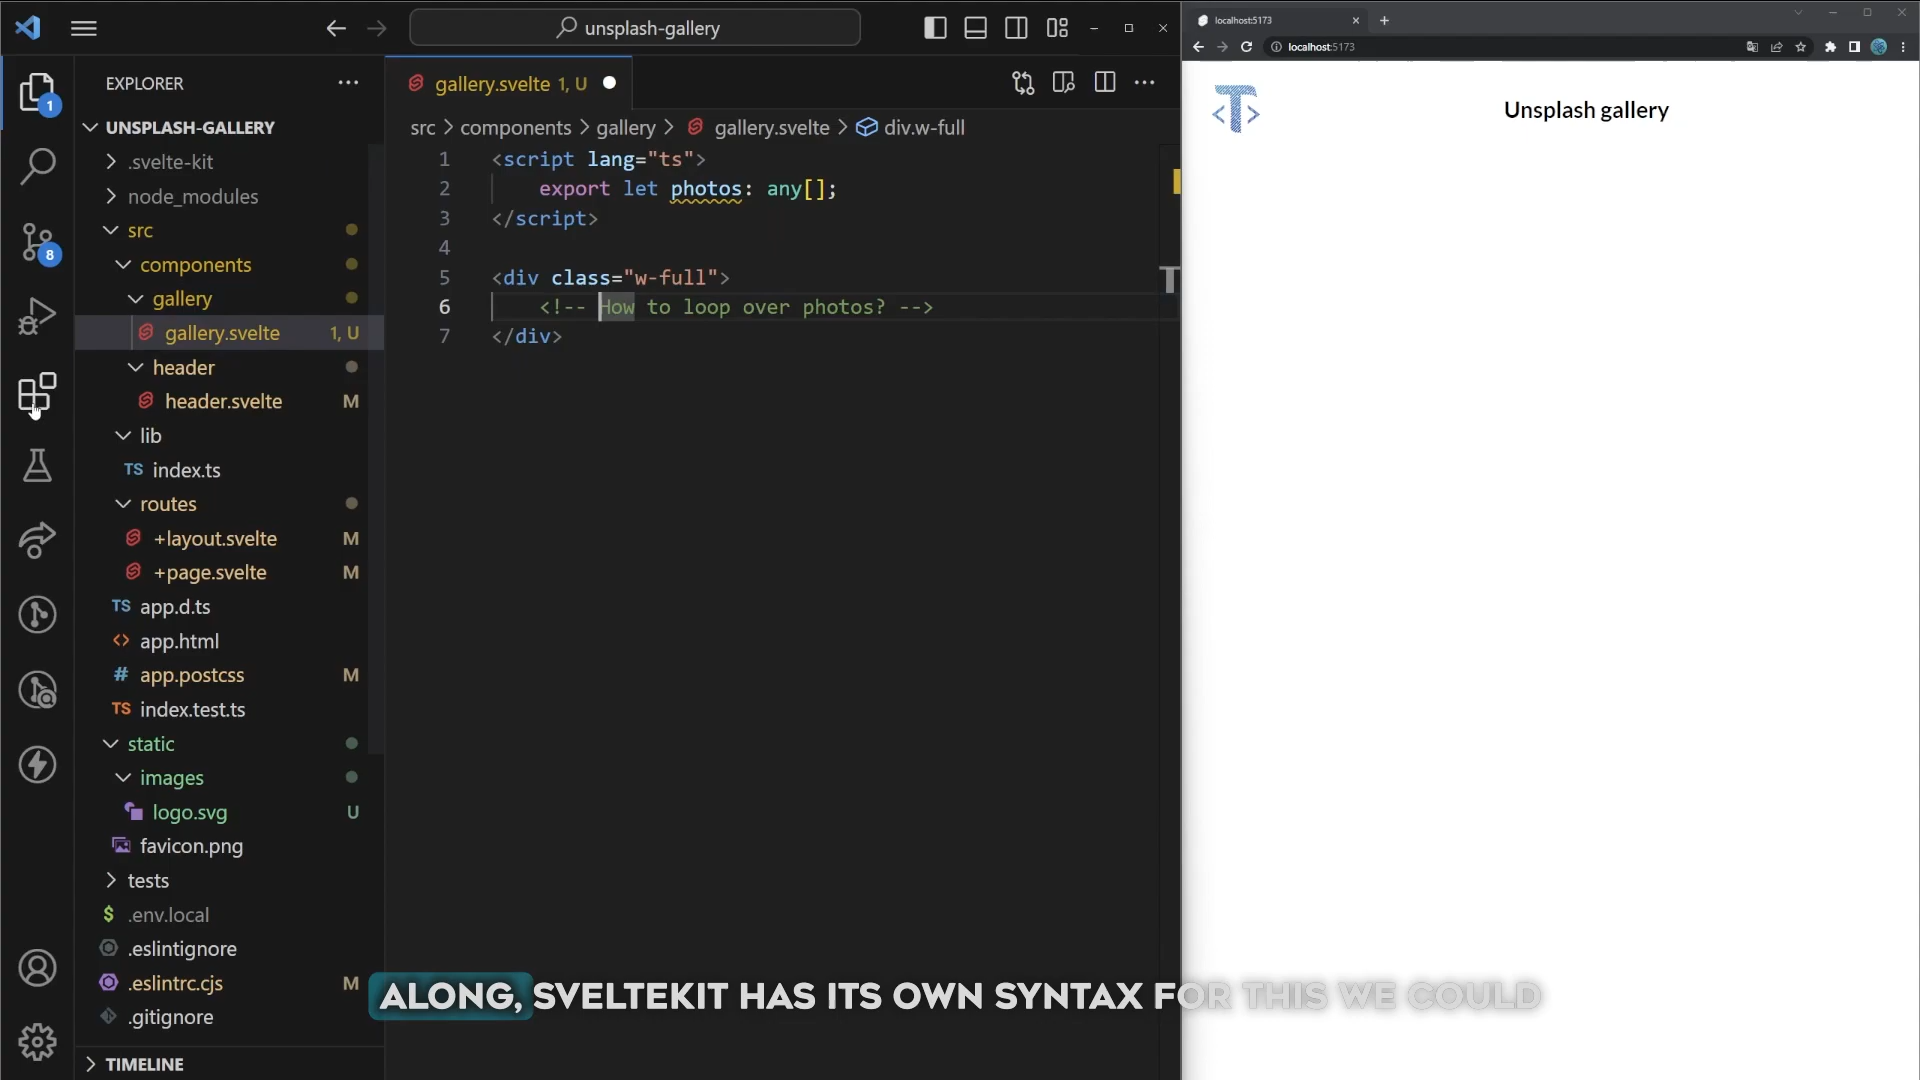 unsplash-gallery
localhost:5173
localhost:5173
EXPLORER
UNSPLASH-GALLERY
.svelte-kit
node_modules
src
components
gallery
gallery.svelte 1, U
header
header.svelte M
lib
TS index.ts
routes
+layout.svelte M
+page.svelte M
TS app.d.ts
<> app.html
# app.postcss M
TS index.test.ts
static
images
logo.svg U
favicon.png
tests
$ .env.local
.eslintignore
.eslintrc.cjs M
.gitignore
TIMELINE
1
8
gallery.svelte 1, U
src > components > gallery > gallery.svelte > div.w-full
1 <script lang="ts">
2 export let photos: any[];
3 </script>
4
5 <div class="w-full">
6 <!-- How to loop over photos? -->
7 </div>
<T>
Unsplash gallery
ALONG, SVELTEKIT HAS ITS OWN SYNTAX FOR THIS WE COULD